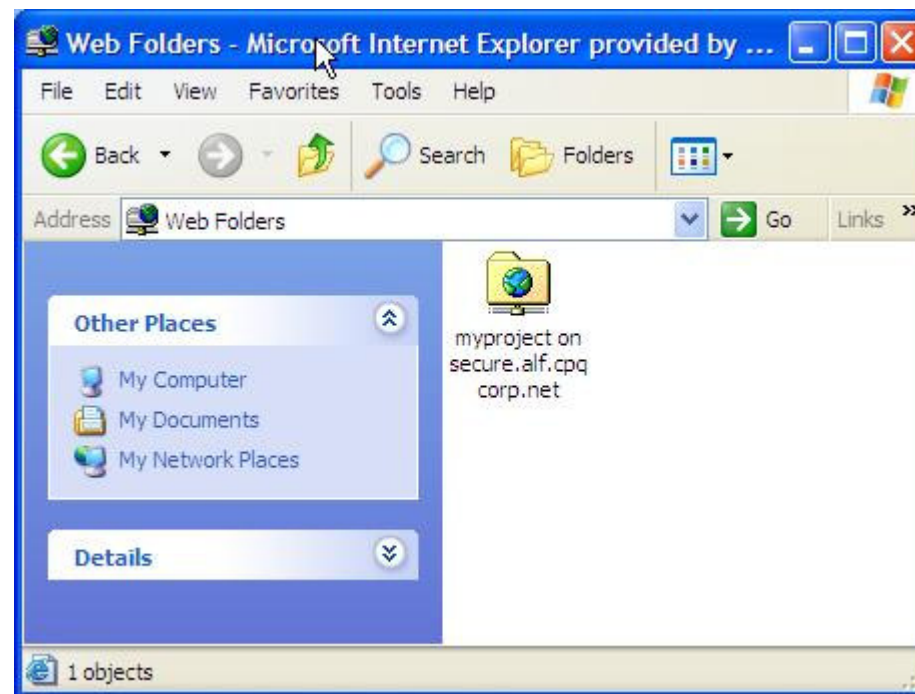 Web Folders - Microsoft Internet Explorer provided by ...
File Edit View Favorites Tools Help
Back Search Folders
Address Web Folders Go Links »
Other Places
My Computer
My Documents
My Network Places
Details
myproject on
secure.alf.cpq
corp.net
1 objects